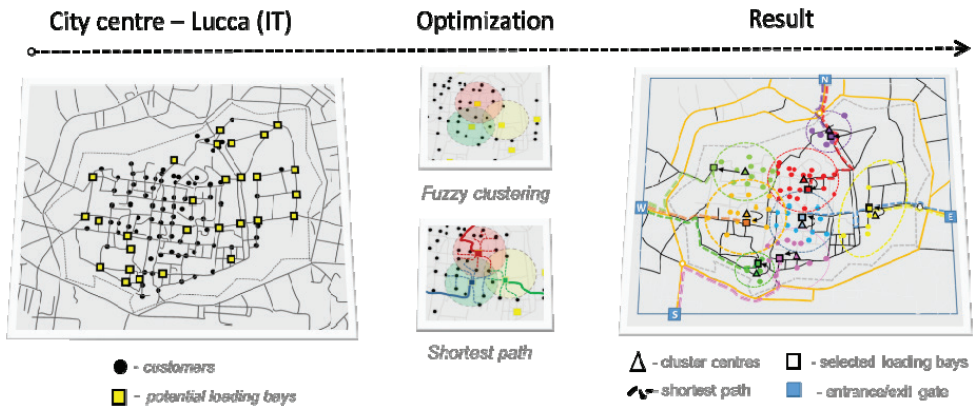 City centre – Lucca (IT)
Optimization
Result
Fuzzy clustering
Shortest path
N
W
E
S
- customers
- potential loading bays
- cluster centres
- selected loading bays
- shortest path
- entrance/exit gate